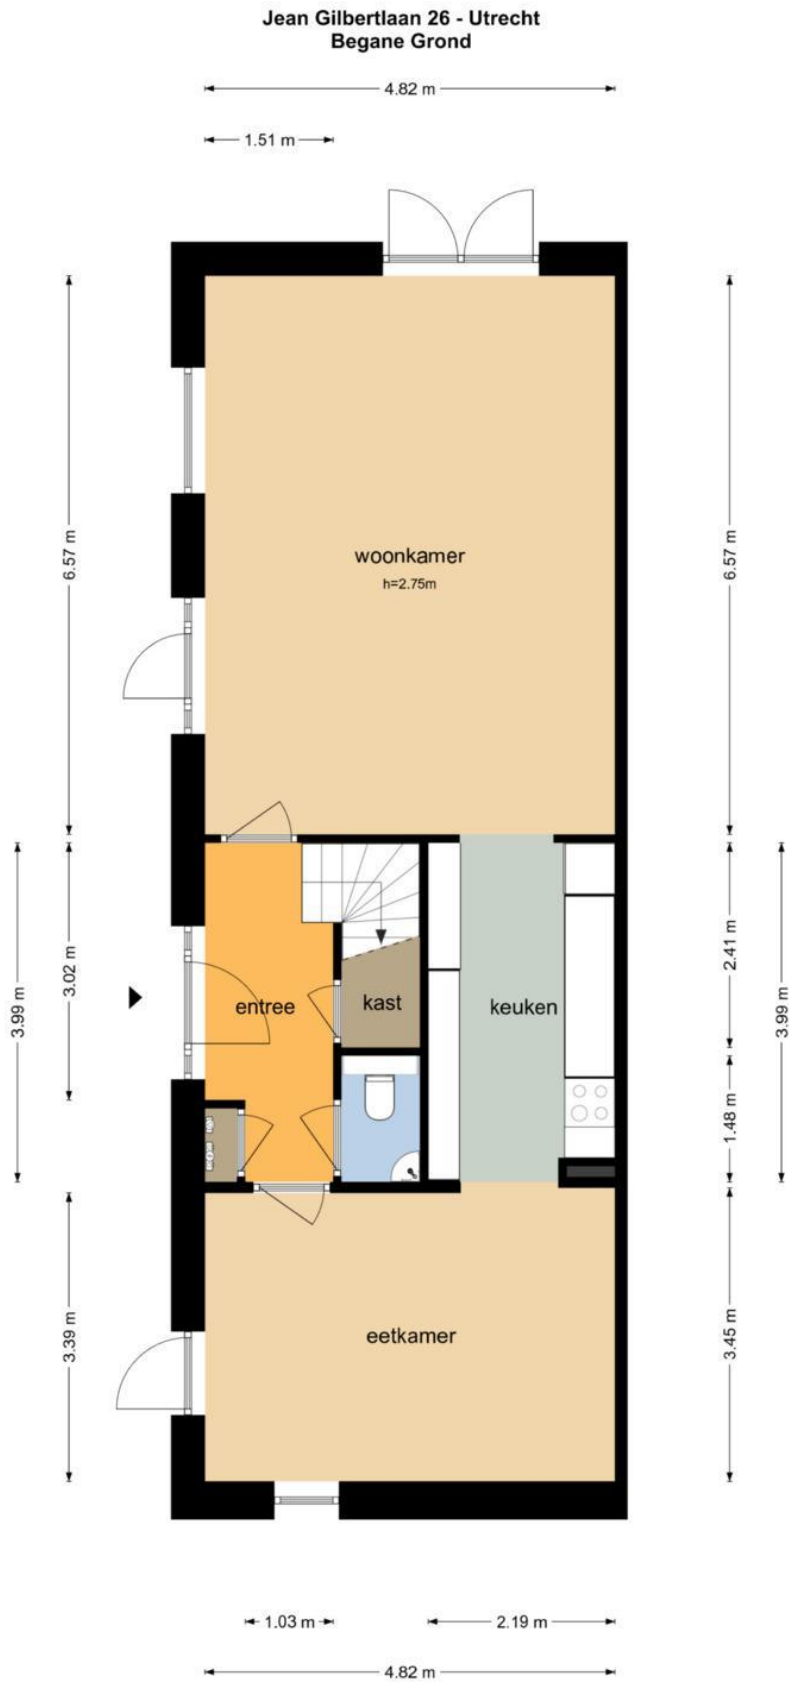 Jean Gilbertlaan 26 - Utrecht
Begane Grond
4.82 m
1.51 m
6.57 m
6.57 m
woonkamer
h=2.75m
3.99 m
3.02 m
entree
kast
keuken
2.41 m
3.99 m
1.48 m
3.39 m
eetkamer
3.45 m
1.03 m
2.19 m
4.82 m